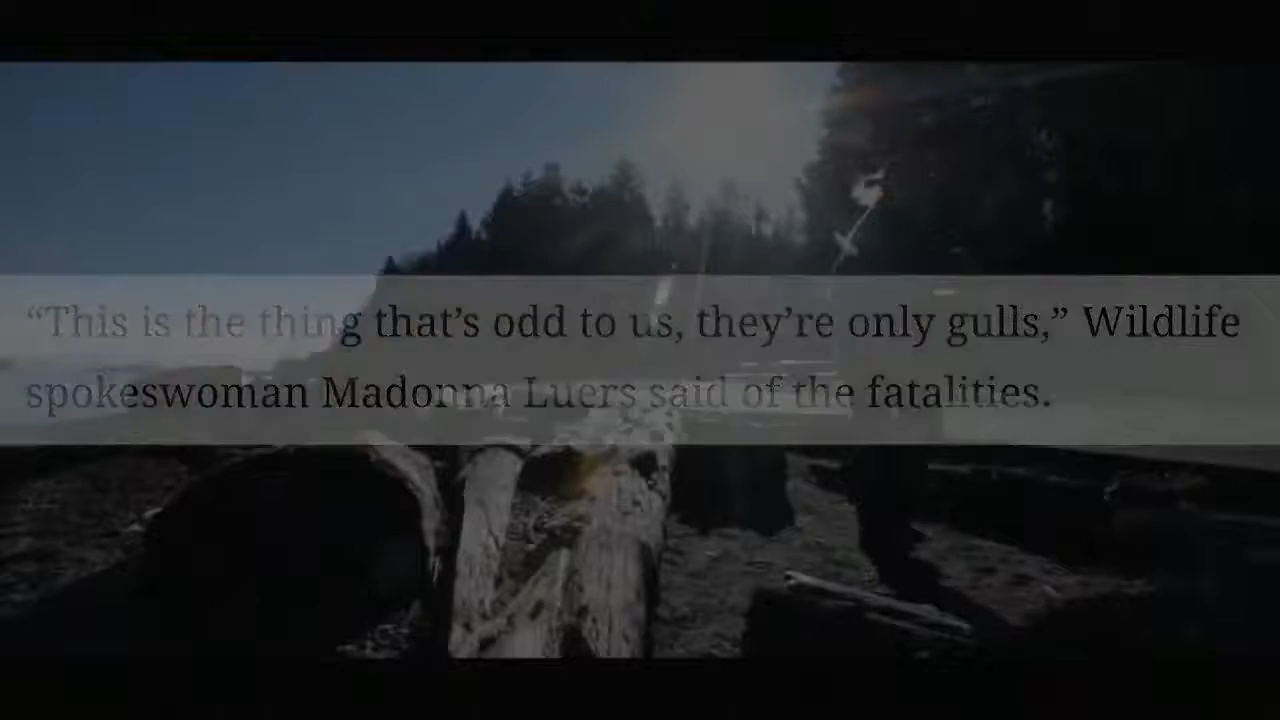 “This is the thing that’s odd to us, they’re only gulls,” Wildlife
spokeswoman Madonna Luers said of the fatalities.